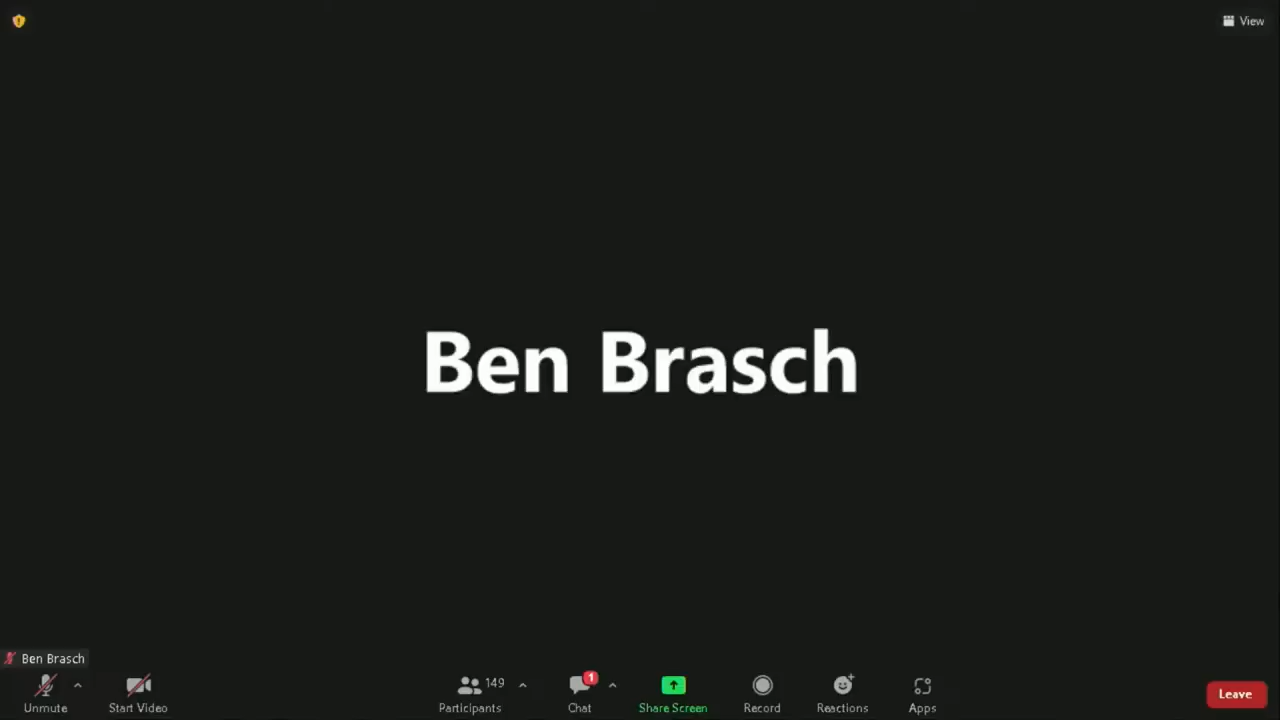 View
Ben Brasch
Ben Brasch
Unmute
Start Video
149
Participants
1
Chat
Share Screen
Record
Reactions
Apps
Leave